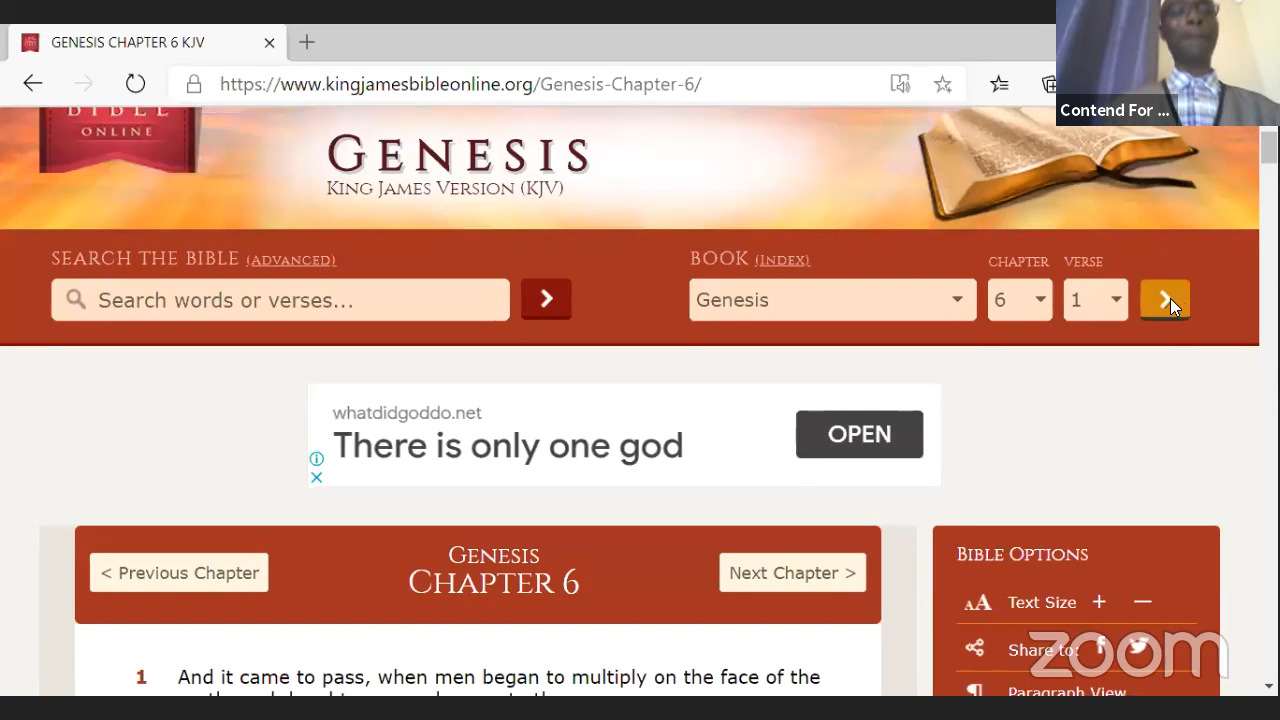 GENESIS CHAPTER 6 KJV
https://www.kingjamesbibleonline.org/Genesis-Chapter-6/
Contend For ...
BIBLE
ONLINE
GENESIS
KING JAMES VERSION (KJV)
SEARCH THE BIBLE (ADVANCED)
BOOK (INDEX)
CHAPTER
VERSE
Search words or verses...
Genesis
6
1
whatdidgoddo.net
There is only one god
OPEN
< Previous Chapter
GENESIS
CHAPTER 6
Next Chapter >
BIBLE OPTIONS
AA Text Size + —
Share to: f
zoom
1 And it came to pass, when men began to multiply on the face of the
Paragraph View